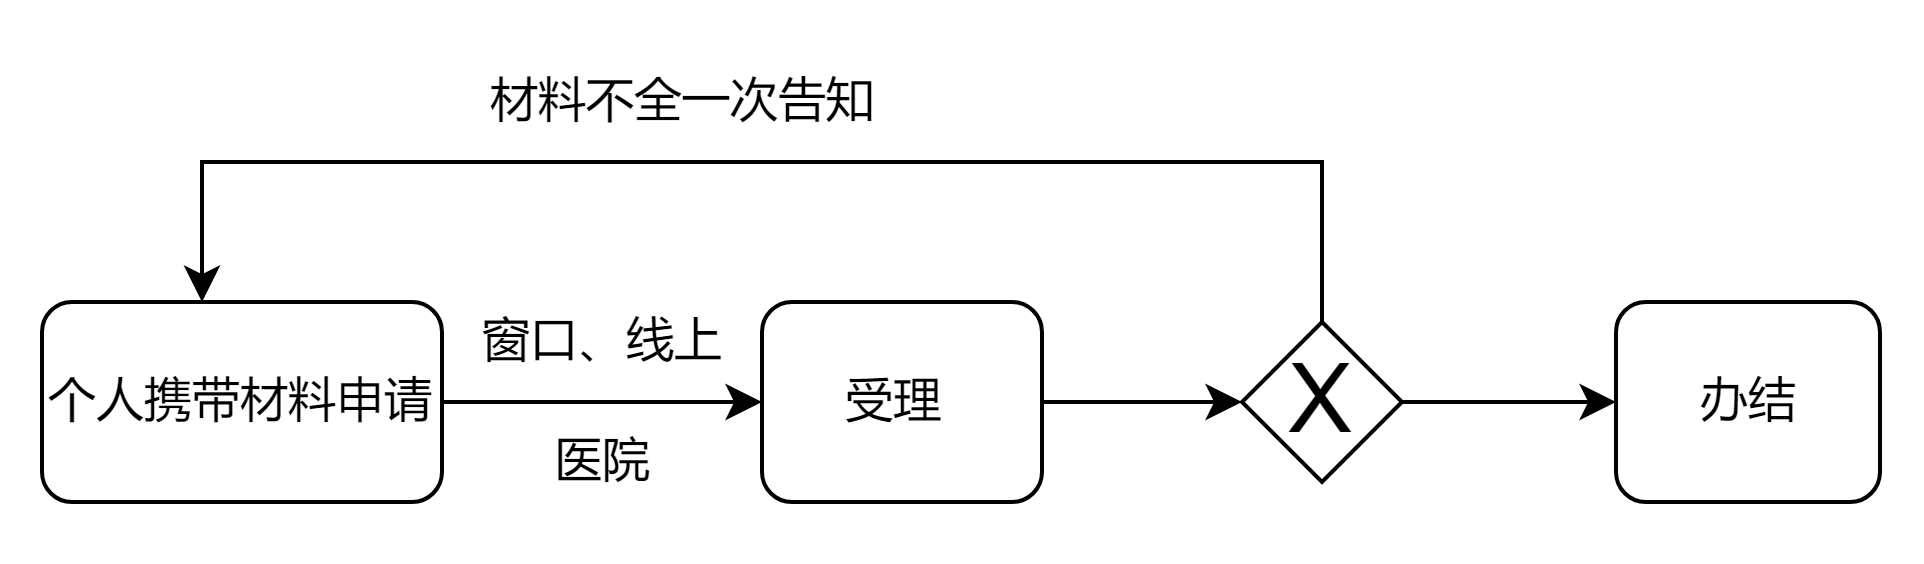 材料不全一次告知
窗口、线上
个人携带材料申请
受理
X
办结
医院